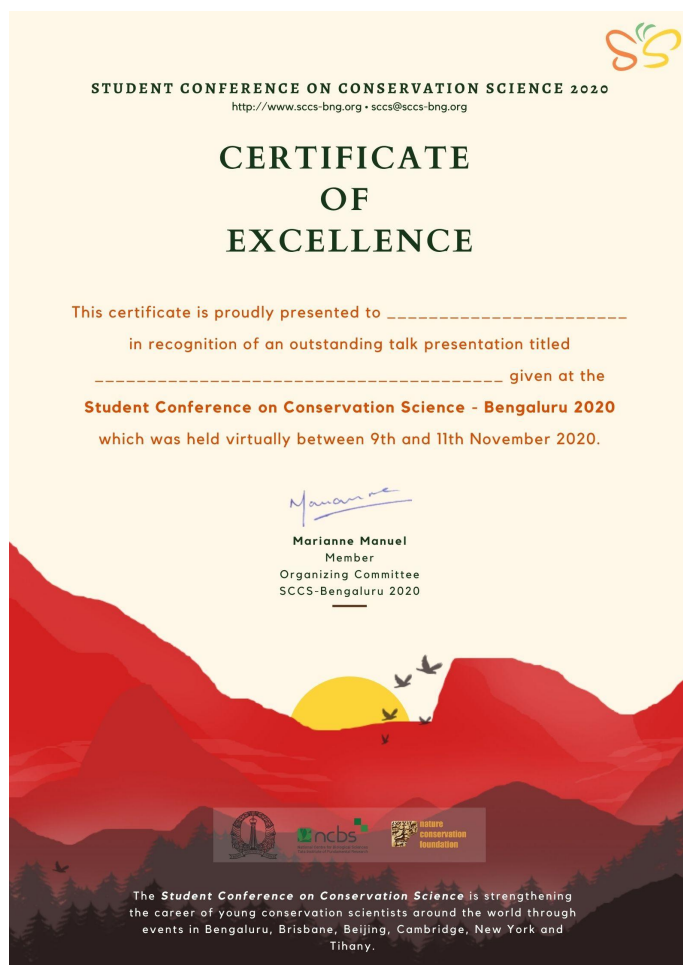 STUDENT CONFERENCE ON CONSERVATION SCIENCE 2020
http://www.sccs-bng.org • sccs@sccs-bng.org
CERTIFICATE
OF
EXCELLENCE
This certificate is proudly presented to _______________________
in recognition of an outstanding talk presentation titled
_______________________________________ given at the
Student Conference on Conservation Science - Bengaluru 2020
which was held virtually between 9th and 11th November 2020.
Marianne
Marianne Manuel
Member
Organizing Committee
SCCS-Bengaluru 2020
ncbs
nature
conservation
foundation
The Student Conference on Conservation Science is strengthening
the career of young conservation scientists around the world through
events in Bengaluru, Brisbane, Beijing, Cambridge, New York and
Tihany.